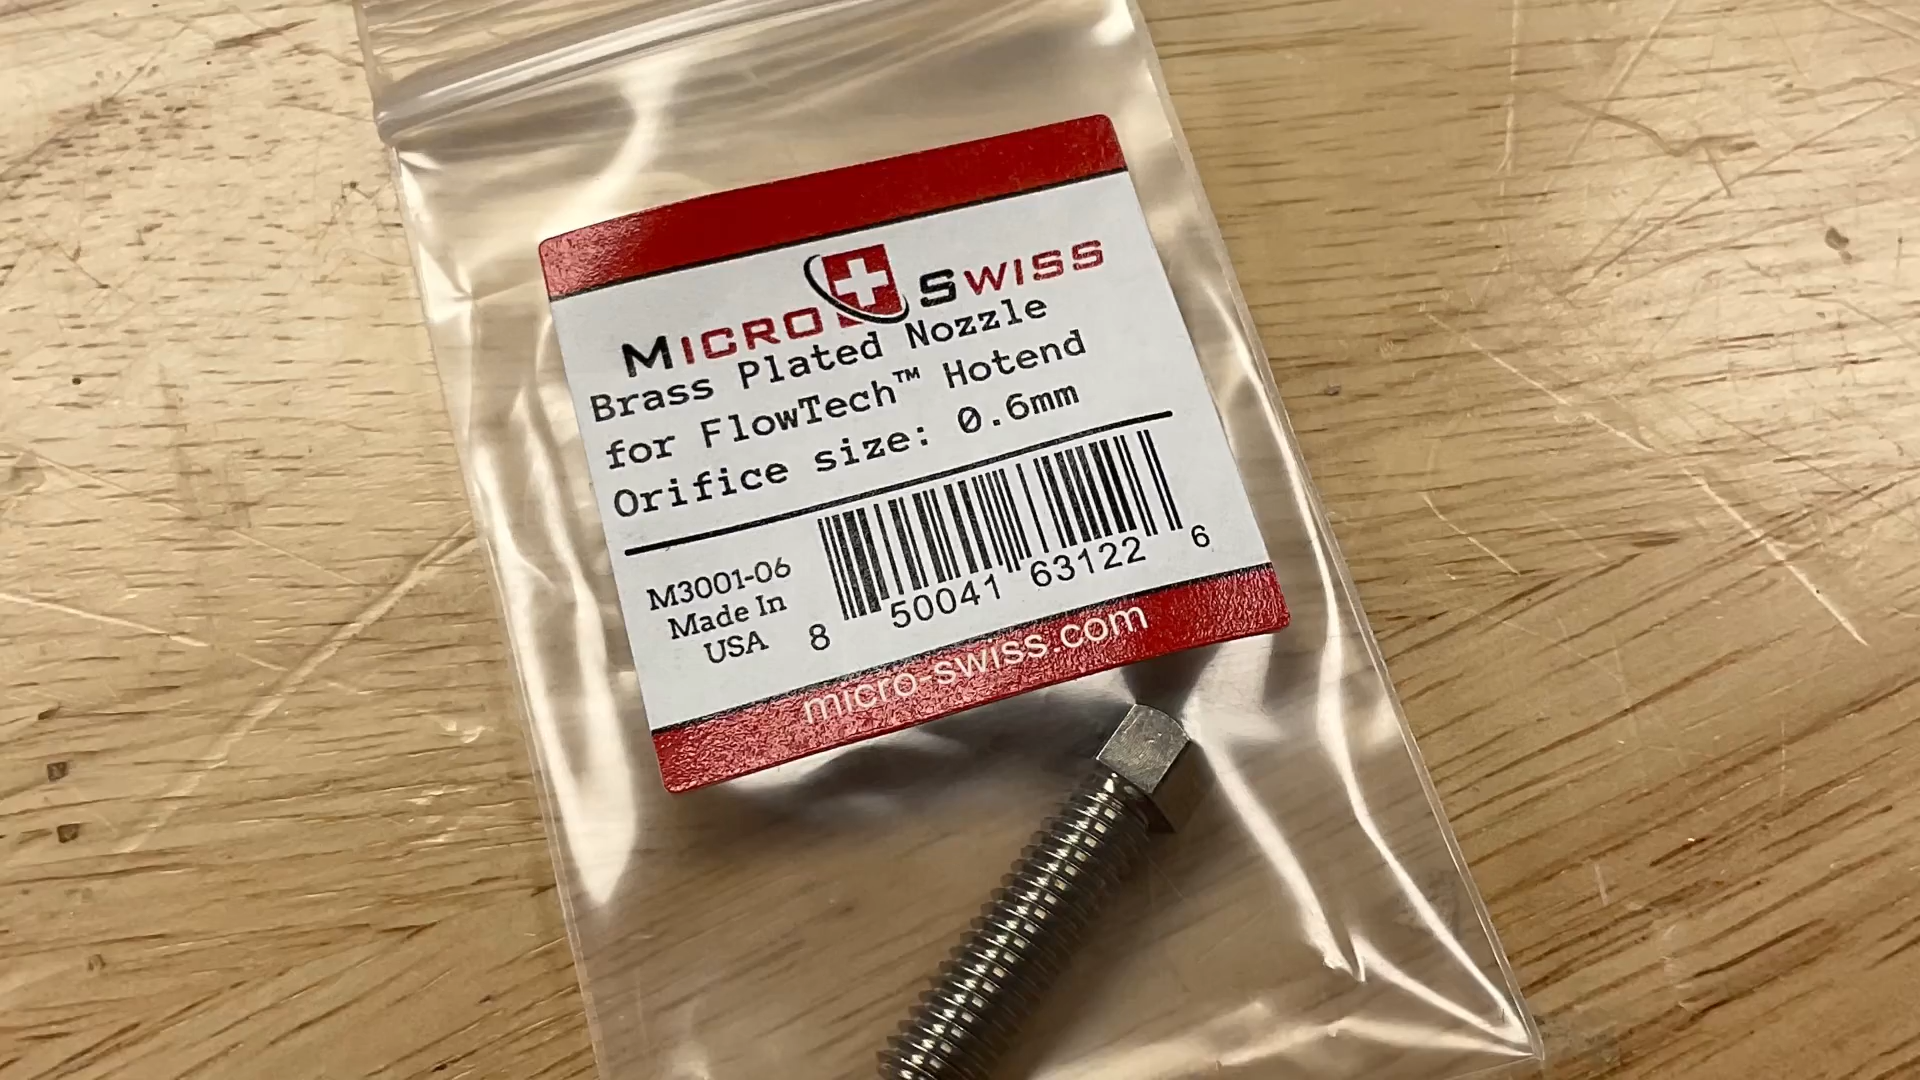 MICRO SWISS
Brass Plated Nozzle
for FlowTech™ Hotend
Orifice size: 0.6mm
M3001-06
Made In
USA
8 50041 63122 6
micro-swiss.com